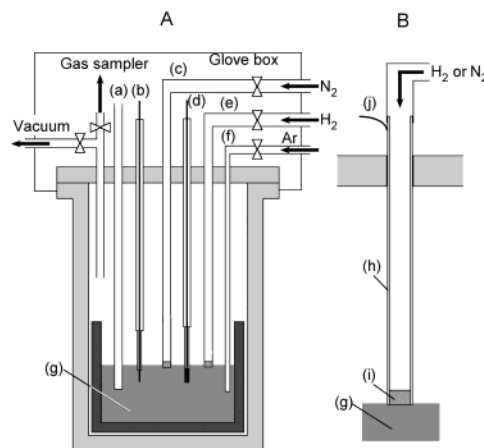 A
B
Gas sampler
(a)
(b)
(c)
Glove box
N₂
(d)
(e)
H₂
(f)
Ar
Vacuum
(g)
H₂ or N₂
(j)
(h)
(i)
(g)